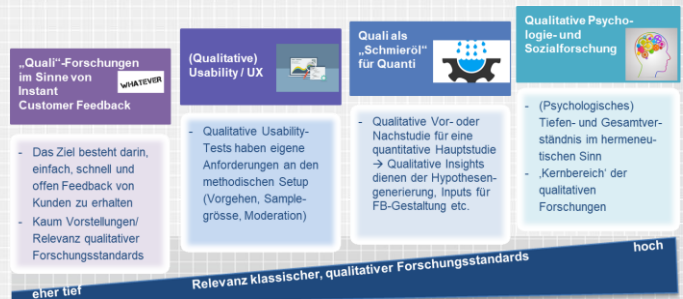 „Quali“-Forschungen
im Sinne von
Instant
Customer Feedback
WHATEVER
- Das Ziel besteht darin,
einfach, schnell und
offen Feedback von
Kunden zu erhalten
- Kaum Vorstellungen/
Relevanz qualitativer
Forschungsstandards
(Qualitative)
Usability / UX
- Qualitative Usability-
Tests haben eigene
Anforderungen an den
methodischen Setup
(Vorgehen, Sample-
grösse, Moderation)
Quali als
„Schmieröl“
für Quanti
- Qualitative Vor- oder
Nachstudie für eine
quantitative Hauptstudie
→ Qualitative Insights
dienen der Hypothesen-
generierung, Inputs für
FB-Gestaltung etc.
Qualitative Psycho-
logie- und
Sozialforschung
- (Psychologisches)
Tiefen- und Gesamtver-
ständnis im hermeneu-
tischen Sinn
- ‚Kernbereich‘ der
qualitativen
Forschungen
eher tief
Relevanz klassischer, qualitativer Forschungsstandards
hoch